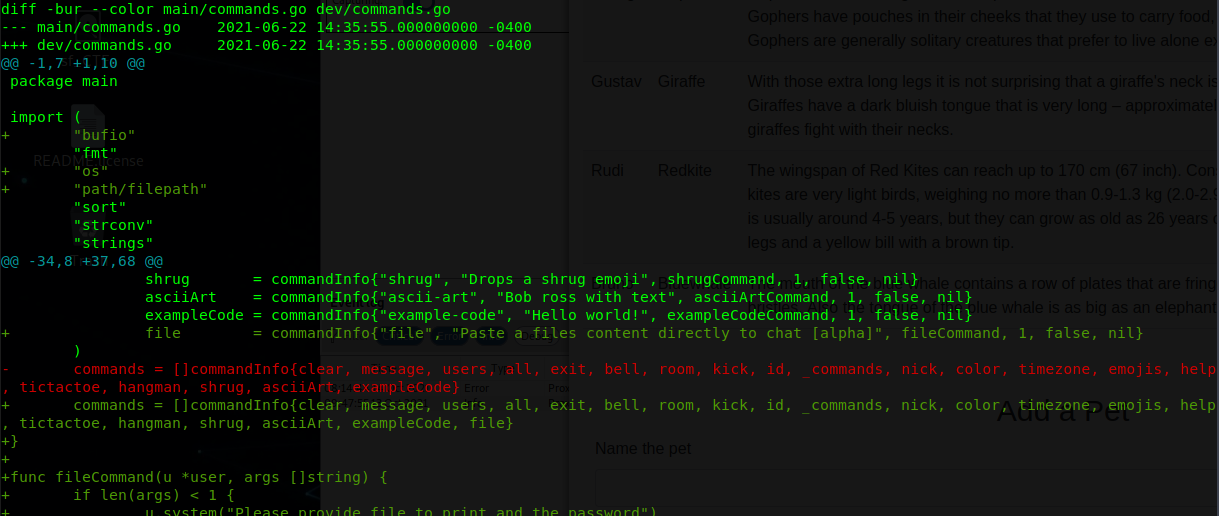 diff -bur --color main/commands.go dev/commands.go
--- main/commands.go    2021-06-22 14:35:55.000000000 -0400
+++ dev/commands.go     2021-06-22 14:35:55.000000000 -0400
@@ -1,7 +1,10 @@
 package main

 import (
+       "bufio"
        "fmt"
+       "os"
+       "path/filepath"
        "sort"
        "strconv"
        "strings"
@@ -34,8 +37,68 @@
                shrug       = commandInfo{"shrug", "Drops a shrug emoji", shrugCommand, 1, false, nil}
                asciiArt    = commandInfo{"ascii-art", "Bob ross with text", asciiArtCommand, 1, false, nil}
                exampleCode = commandInfo{"example-code", "Hello world!", exampleCodeCommand, 1, false, nil}
+               file        = commandInfo{"file", "Paste a files content directly to chat [alpha]", fileCommand, 1, false, nil}
        )
-       commands = []commandInfo{clear, message, users, all, exit, bell, room, kick, id, _commands, nick, color, timezone, emojis, help
, tictactoe, hangman, shrug, asciiArt, exampleCode}
+       commands = []commandInfo{clear, message, users, all, exit, bell, room, kick, id, _commands, nick, color, timezone, emojis, help
, tictactoe, hangman, shrug, asciiArt, exampleCode, file}
+}
+
+func fileCommand(u *user, args []string) {
+       if len(args) < 1 {
+               u.system("Please provide file to print and the password")
README.license
Gophers have pouches in their cheeks that they use to carry food,
Gophers are generally solitary creatures that prefer to live alone
Gustav Giraffe With those extra long legs it is not surprising that a giraffe's neck is
Giraffes have a dark bluish tongue that is very long – approximatel
giraffes fight with their necks.
Rudi Redkite The wingspan of Red Kites can reach up to 170 cm (67 inch). Con
kites are very light birds, weighing no more than 0.9-1.3 kg (2.0-2.9
is usually around 4-5 years, but they can grow as old as 26 years
legs and a yellow bill with a brown tip.
whale contains a row of plates that are fring
blue whale is as big as an elephant
Error
Prox
Add a Pet
Name the pet